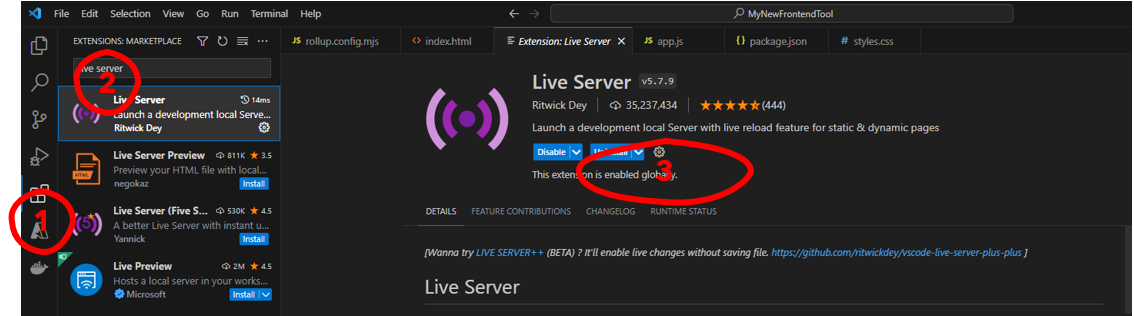 File Edit Selection View Go Run Terminal Help
MyNewFrontendTool
EXTENSIONS: MARKETPLACE
live server
2
Live Server 14ms
Launch a development local Serve...
Ritwick Dey
Live Server Preview 811K 3.5
Preview your HTML file with local...
negokaz Install
Live Server (Five S... 530K 4.5
A better Live Server with instant u...
Yannick Install
Live Preview 2M 4.5
Hosts a local server in your works...
Microsoft Install
1
JS rollup.config.mjs
<> index.html
Extension: Live Server
JS app.js
{} package.json
# styles.css
Live Server v5.7.9
Ritwick Dey 35,237,434 (444)
Launch a development local Server with live reload feature for static & dynamic pages
Disable Uninstall
3
This extension is enabled globally.
DETAILS FEATURE CONTRIBUTIONS CHANGELOG RUNTIME STATUS
[Wanna try LIVE SERVER++ (BETA) ? It'll enable live changes without saving file. https://github.com/ritwickdey/vscode-live-server-plus-plus ]
Live Server